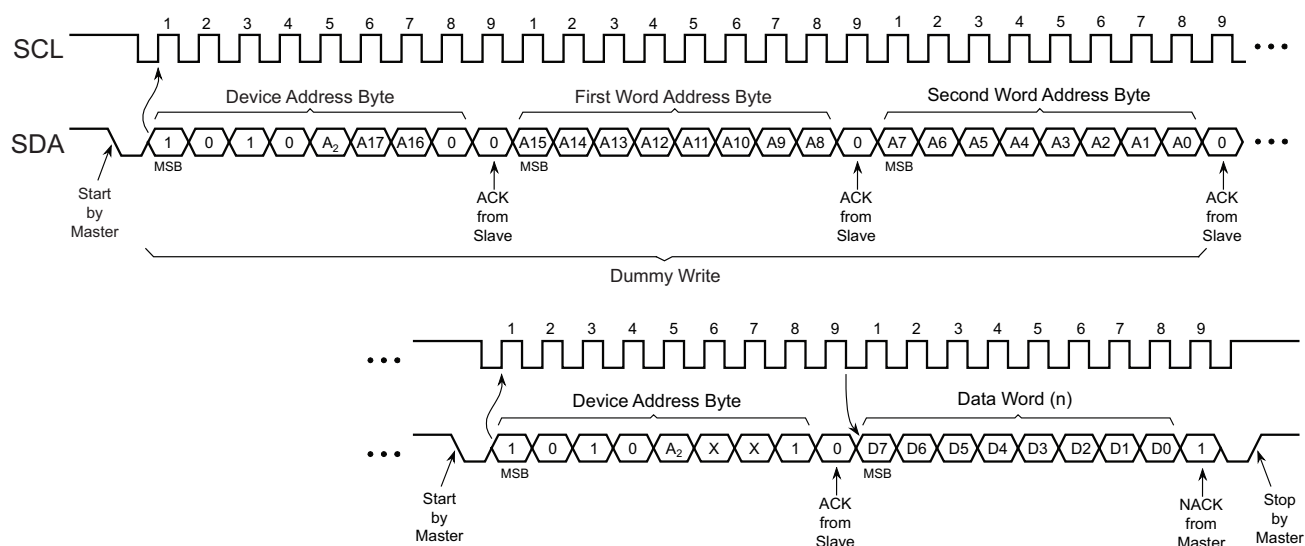 1 2 3 4 5 6 7 8 9 1 2 3 4 5 6 7 8 9 1 2 3 4 5 6 7 8 9
SCL
Device Address Byte First Word Address Byte Second Word Address Byte
SDA 1 0 1 0 A2 A17 A16 0 0 A15 A14 A13 A12 A11 A10 A9 A8 0 A7 A6 A5 A4 A3 A2 A1 A0 0
MSB MSB MSB
Start
by
Master
ACK
from
Slave
ACK
from
Slave
ACK
from
Slave
Dummy Write
1 2 3 4 5 6 7 8 9 1 2 3 4 5 6 7 8 9
Device Address Byte Data Word (n)
1 0 1 0 A2 X X 1 0 D7 D6 D5 D4 D3 D2 D1 D0 1
MSB MSB
Start
by
Master
ACK
from
Slave
NACK
from
Master
Stop
by
Master